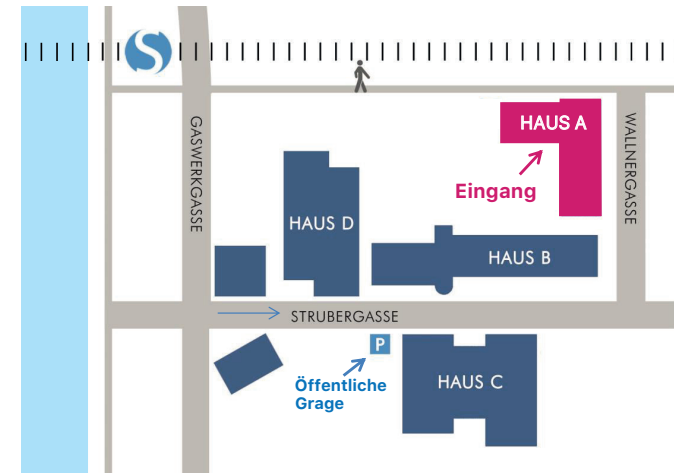 S
GASWERKGASSE
HAUS A
WALLNERGASSE
Eingang
HAUS D
HAUS B
STRUBERGASSE
P
Öffentliche
Grage
HAUS C